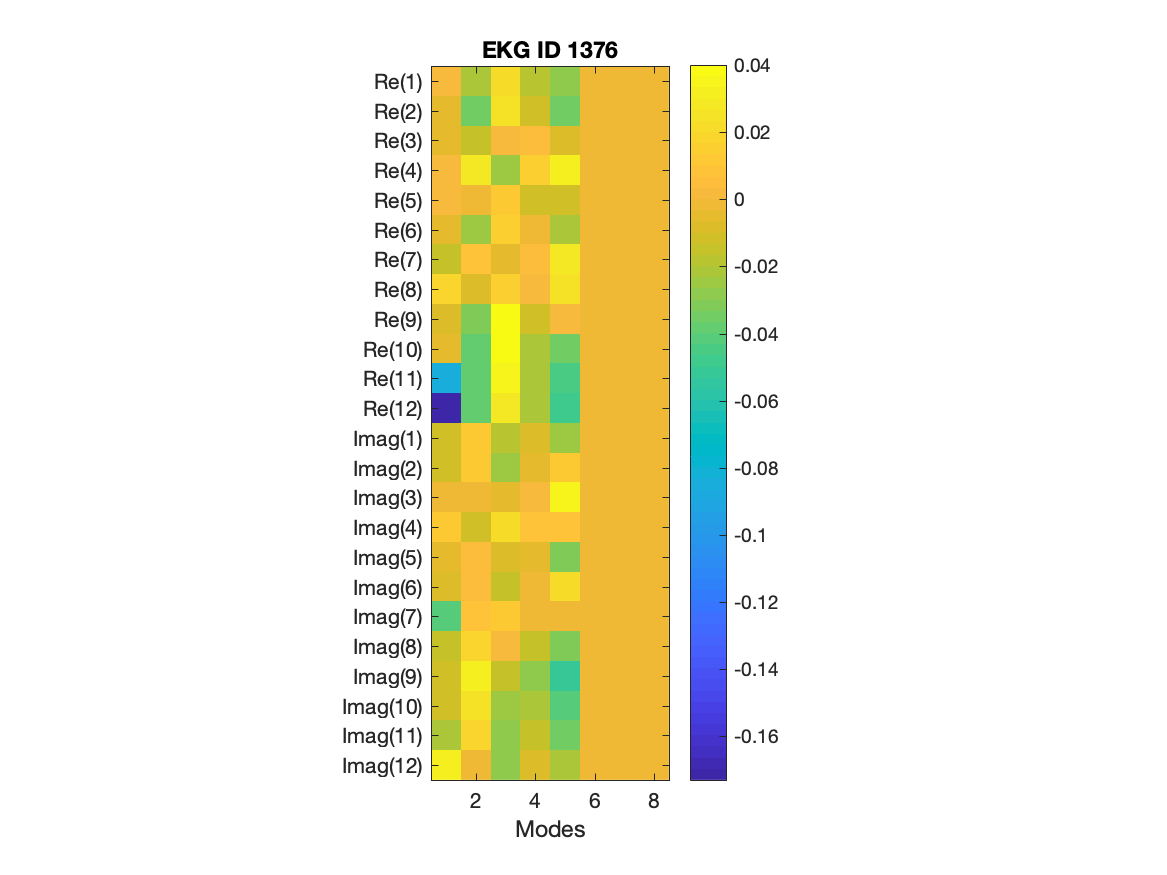 EKG ID 1376
Re(1)
Re(2)
Re(3)
Re(4)
Re(5)
Re(6)
Re(7)
Re(8)
Re(9)
Re(10)
Re(11)
Re(12)
Imag(1)
Imag(2)
Imag(3)
Imag(4)
Imag(5)
Imag(6)
Imag(7)
Imag(8)
Imag(9)
Imag(10)
Imag(11)
Imag(12)
2 4 6 8
Modes
0.04
0.02
0
-0.02
-0.04
-0.06
-0.08
-0.1
-0.12
-0.14
-0.16